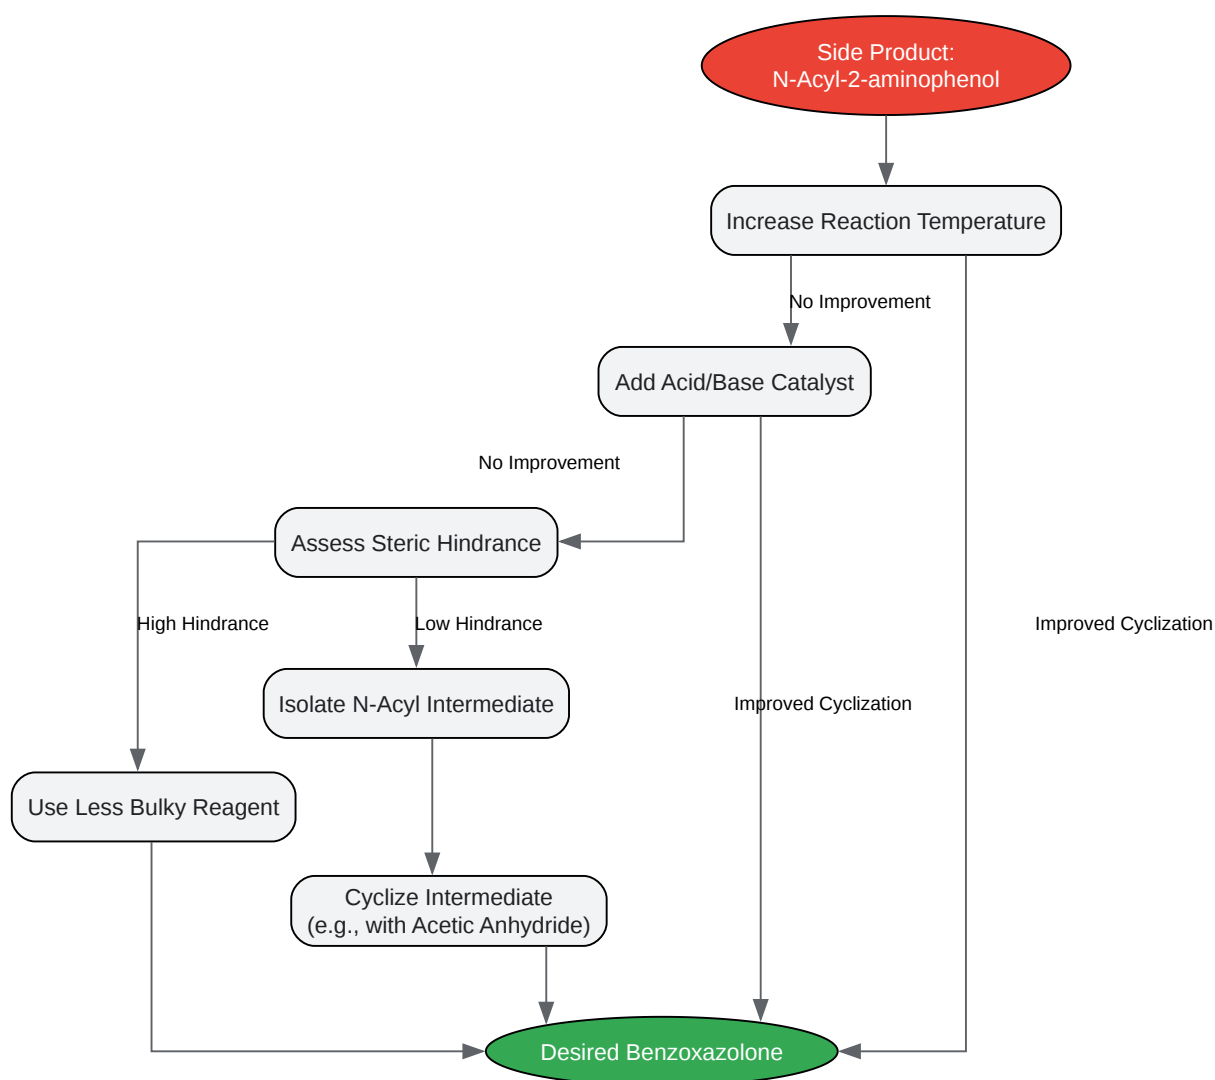 Side Product:
N-Acyl-2-aminophenol
Increase Reaction Temperature
No Improvement
Add Acid/Base Catalyst
No Improvement
Assess Steric Hindrance
High Hindrance
Low Hindrance
Improved Cyclization
Isolate N-Acyl Intermediate
Improved Cyclization
Use Less Bulky Reagent
Cyclize Intermediate
(e.g., with Acetic Anhydride)
Desired Benzoxazolone